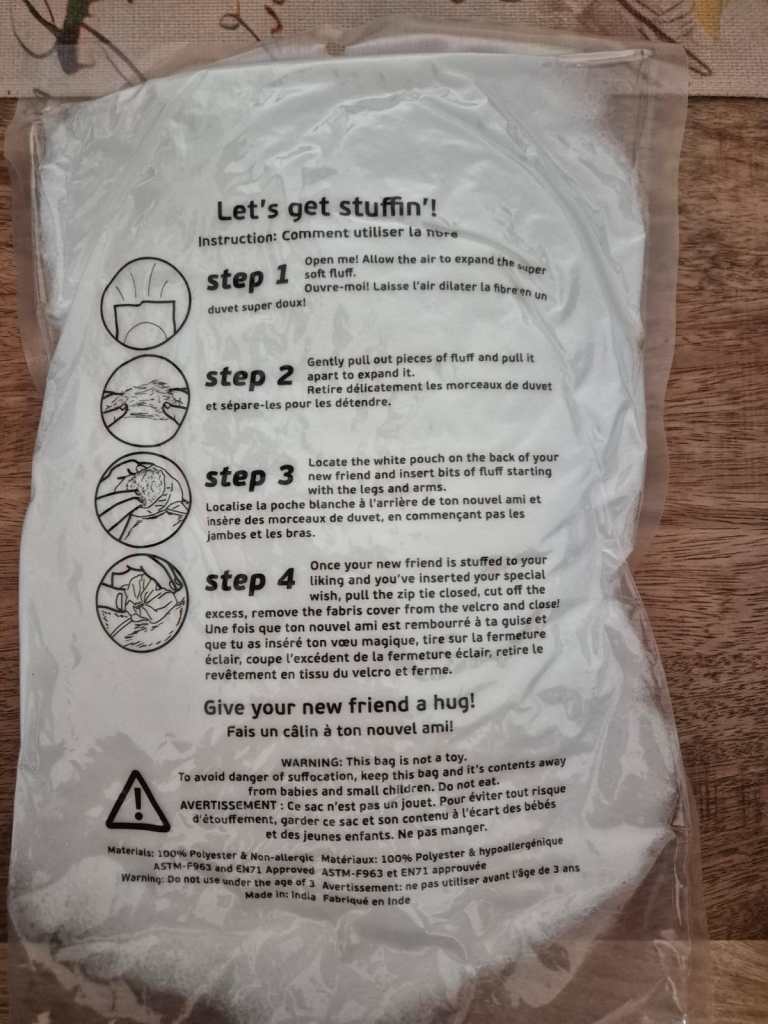 Let's get stuffin'!
Instruction: Comment utiliser la fibre
step 1
Open me! Allow the air to expand the super
soft fluff.
Ouvre-moi! Laisse l'air dilater la fibre en un
duvet super doux!
step 2
Gently pull out pieces of fluff and pull it
apart to expand it.
Retire délicatement les morceaux de duvet
et sépare-les pour les détendre.
step 3
Locate the white pouch on the back of your
new friend and insert bits of fluff starting
with the legs and arms.
Localise la poche blanche à l'arrière de ton nouvel ami et
insère des morceaux de duvet, en commençant pas les
jambes et les bras.
step 4
Once your new friend is stuffed to your
liking and you've inserted your special
wish, pull the zip tie closed, cut off the
excess, remove the fabris cover from the velcro and close!
Une fois que ton nouvel ami est rembourré à ta guise et
que tu as inséré ton vœu magique, tire sur la fermeture
éclair, coupe l'excédent de la fermeture éclair, retire le
revêtement en tissu du velcro et ferme.
Give your new friend a hug!
Fais un câlin à ton nouvel ami!
WARNING: This bag is not a toy.
To avoid danger of suffocation, keep this bag and it's contents away
from babies and small children. Do not eat.
AVERTISSEMENT : Ce sac n'est pas un jouet. Pour éviter tout risque
d'étouffement, garder ce sac et son contenu à l'écart des bébés
et des jeunes enfants. Ne pas manger.
Materials: 100% Polyester & Non-allergic
ASTM-F963 and EN71 Approved
Warning: Do not use under the age of 3
Made in: India
Matériaux: 100% Polyester & hypoallergénique
ASTM-F963 et EN71 approuvée
Avertissement: ne pas utiliser avant l'âge de 3 ans
Fabriqué en Inde